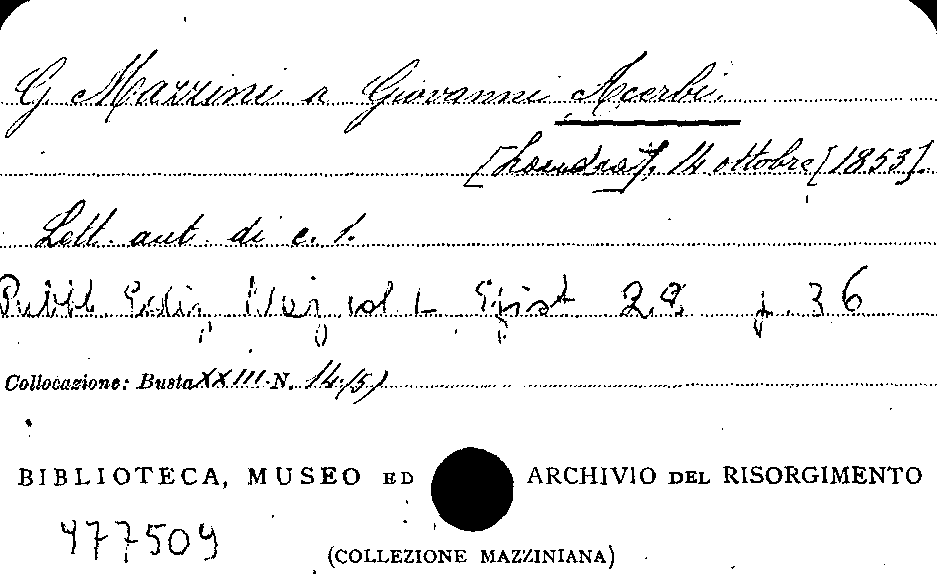 G. Mazzini a Giovanni Acerbi.
[Londra], 14 ottobre [1853].
Lett. aut. di c. 1.
Pubbl. Ediz. Naz. vol. L Epist. 28 p. 36
Collocazione: Busta XXIII N. 14/5)
BIBLIOTECA, MUSEO ED ARCHIVIO DEL RISORGIMENTO
477509
(COLLEZIONE MAZZINIANA)